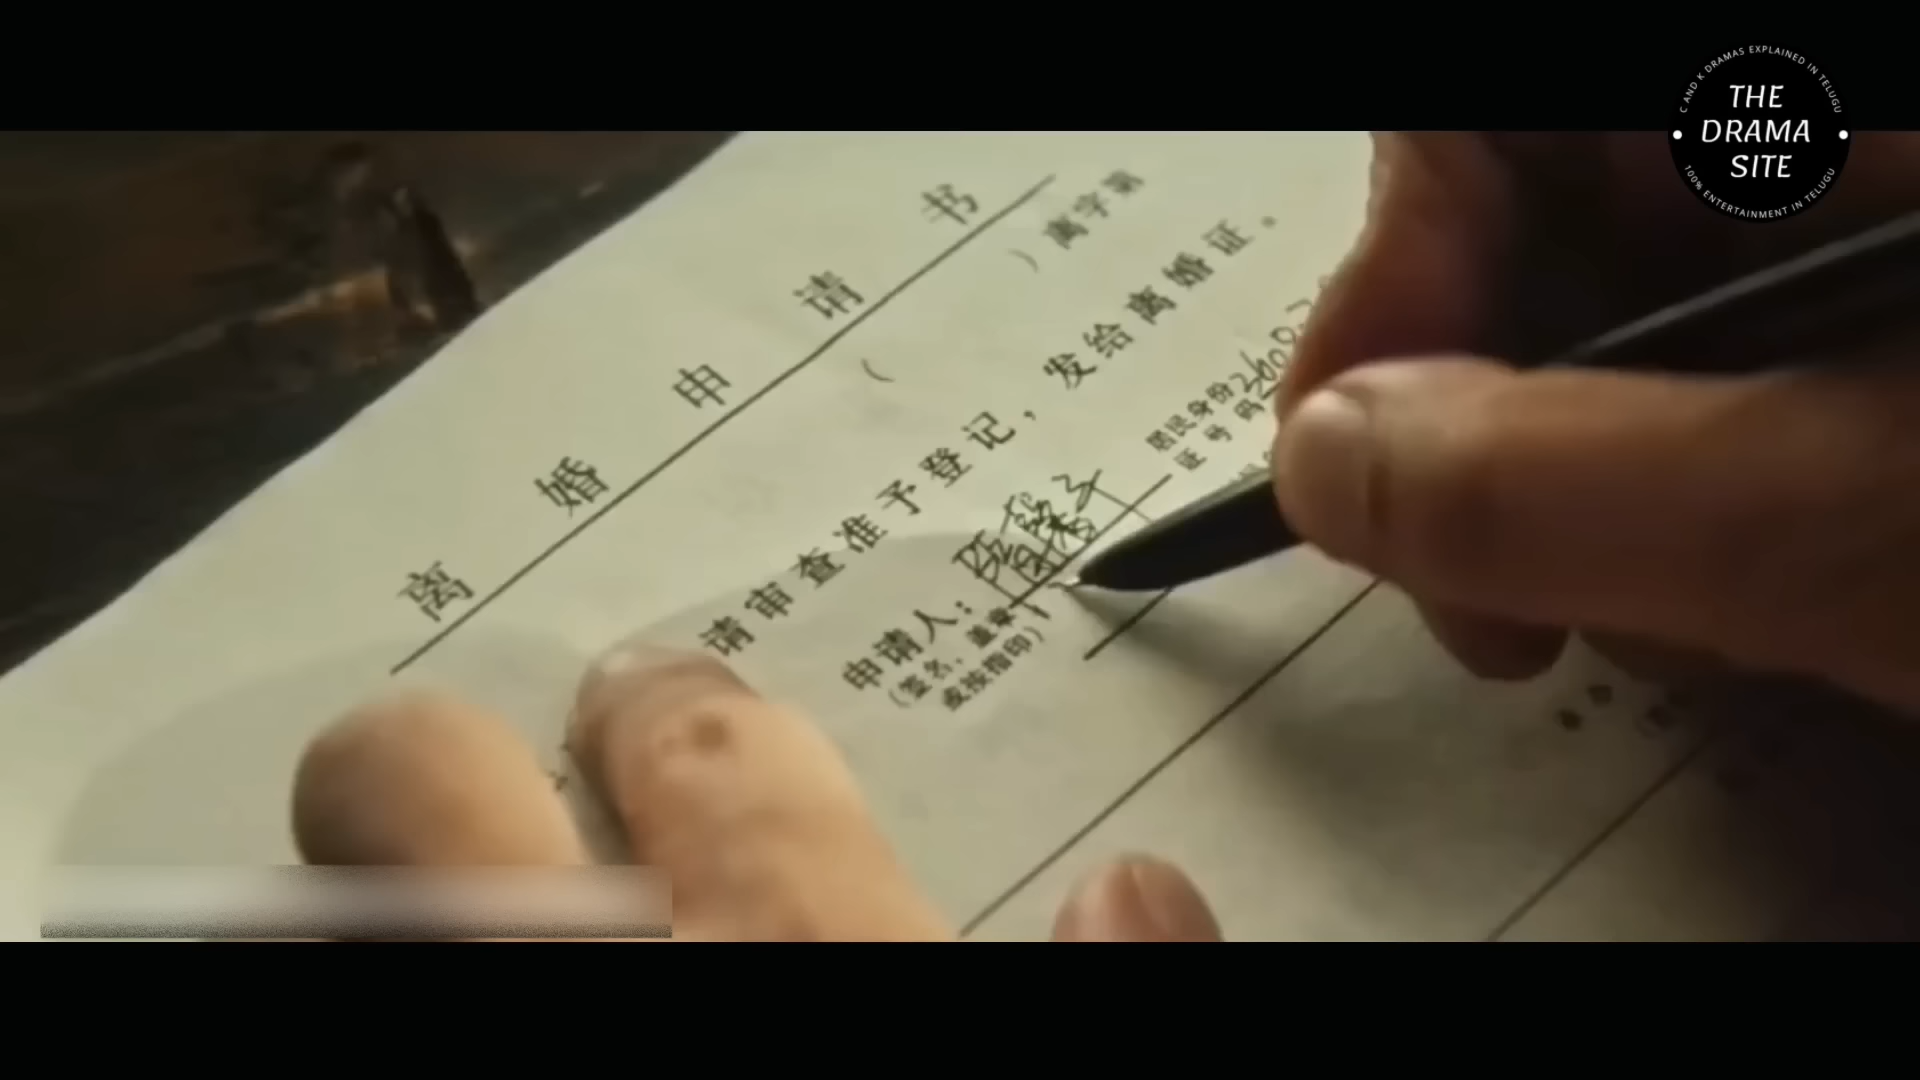 C AND K DRAMAS EXPLAINED IN TELUGU
THE
DRAMA
SITE
100% ENTERTAINMENT IN TELUGU
离婚申请书
( ) 离字第
请审查准予登记，发给离婚证。
申请人：
(签名，盖章
或按指印)
居民身份
证号码